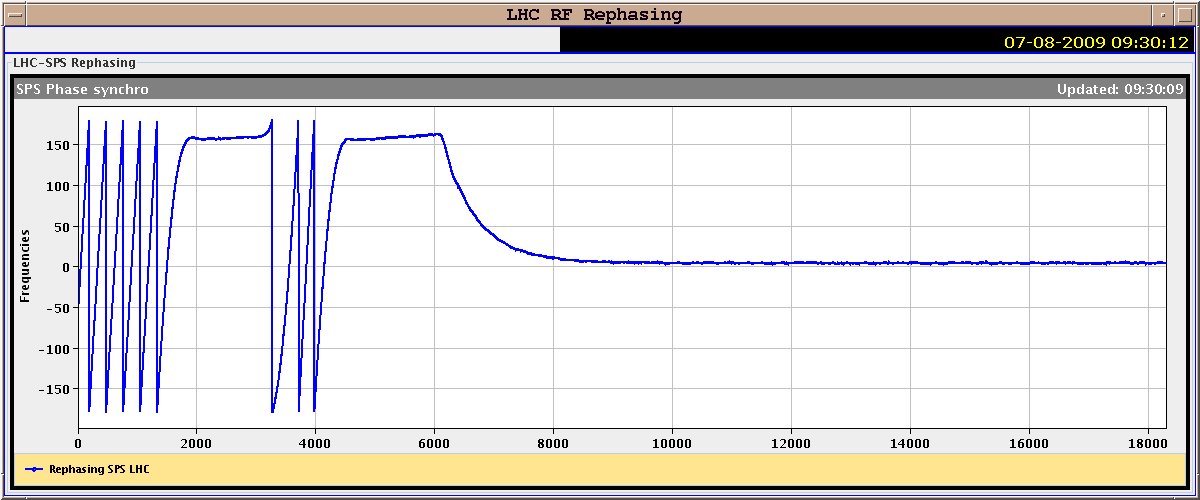 LHC RF Rephasing
07-08-2009 09:30:12
LHC-SPS Rephasing
SPS Phase synchro Updated: 09:30:09
150
100
50
0
-50
-100
-150
Frequencies
0 2000 4000 6000 8000 10000 12000 14000 16000 18000
Rephasing SPS LHC